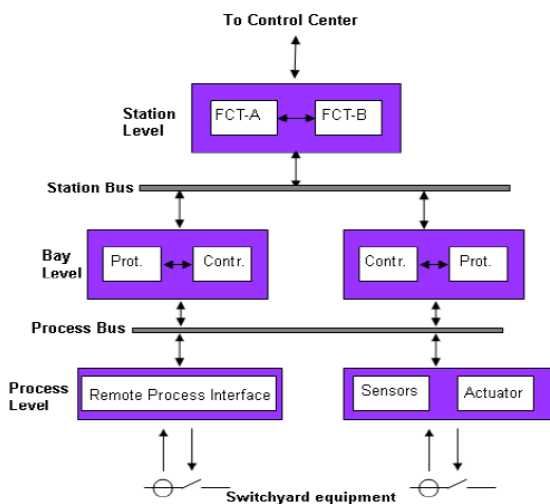 To Control Center
Station
Level
FCT-A
FCT-B
Station Bus
Bay
Level
Prot.
Contr.
Contr.
Prot.
Process Bus
Process
Level
Remote Process Interface
Sensors
Actuator
Switchyard equipment